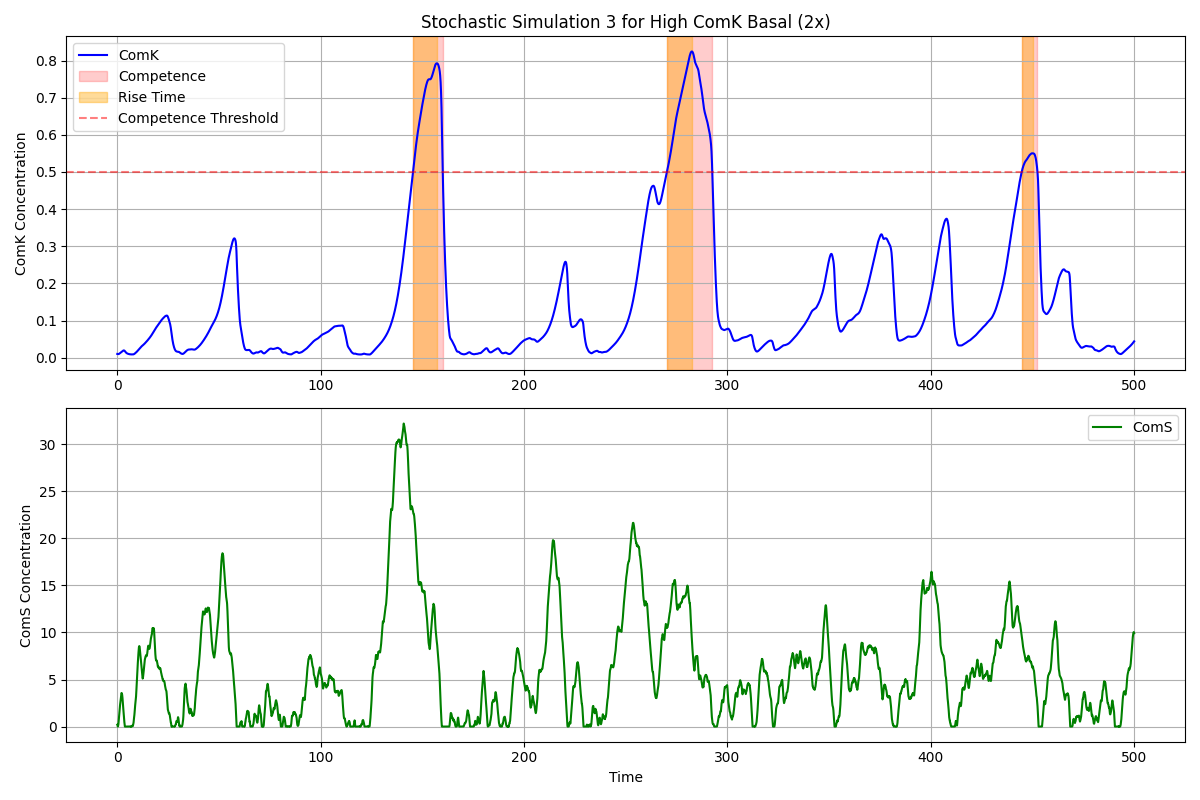 Stochastic Simulation 3 for High ComK Basal (2x)
ComK Concentration
0.8
0.7
0.6
0.5
0.4
0.3
0.2
0.1
0.0
ComK
Competence
Rise Time
Competence Threshold
0 100 200 300 400 500
ComS Concentration
30
25
20
15
10
5
0
ComS
0 100 200 300 400 500
Time